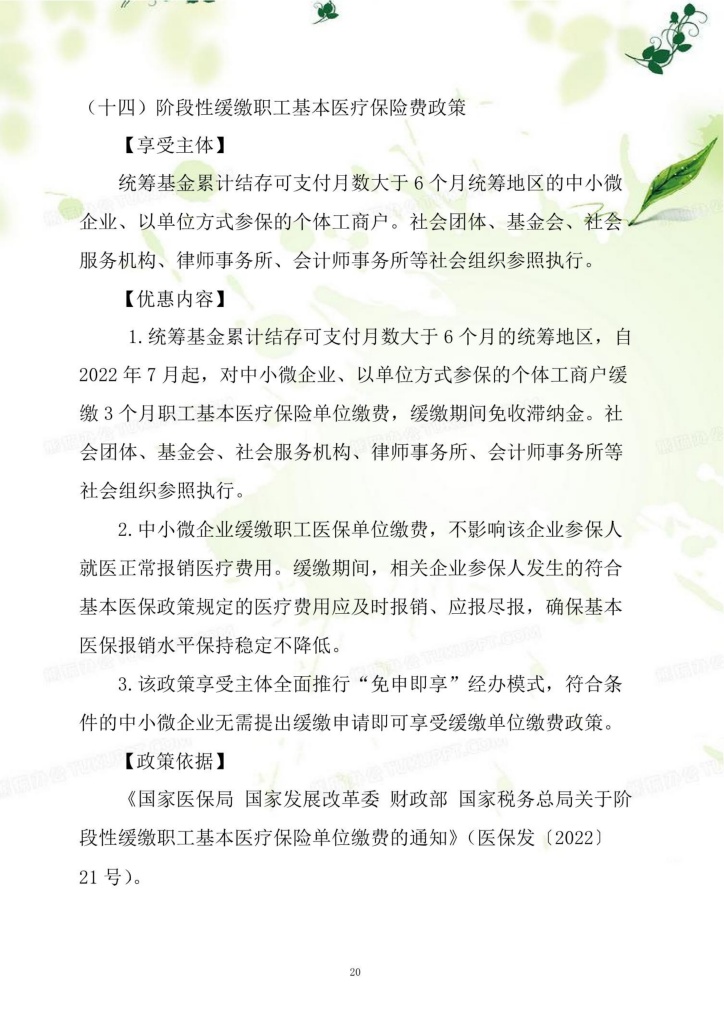 （十四）阶段性缓缴职工基本医疗保险费政策
【享受主体】
统筹基金累计结存可支付月数大于 6 个月统筹地区的中小微
企业、以单位方式参保的个体工商户。社会团体、基金会、社会
服务机构、律师事务所、会计师事务所等社会组织参照执行。
【优惠内容】
1.统筹基金累计结存可支付月数大于 6 个月的统筹地区，自
2022 年 7 月起，对中小微企业、以单位方式参保的个体工商户缓
缴 3 个月职工基本医疗保险单位缴费，缓缴期间免收滞纳金。社
会团体、基金会、社会服务机构、律师事务所、会计师事务所等
社会组织参照执行。
2.中小微企业缓缴职工医保单位缴费，不影响该企业参保人
就医正常报销医疗费用。缓缴期间，相关企业参保人发生的符合
基本医保政策规定的医疗费用应及时报销、应报尽报，确保基本
医保报销水平保持稳定不降低。
3.该政策享受主体全面推行“免申即享”经办模式，符合条
件的中小微企业无需提出缓缴申请即可享受缓缴单位缴费政策。
【政策依据】
《国家医保局 国家发展改革委 财政部 国家税务总局关于阶
段性缓缴职工基本医疗保险单位缴费的通知》（医保发〔2022〕
21 号）。
20